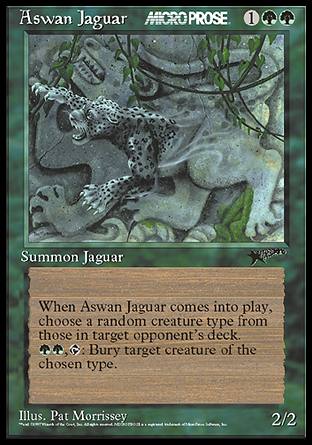 Aswan Jaguar MICROPROSE 1
Summon Jaguar
When Aswan Jaguar comes into play,
choose a random creature type from
those in target opponent's deck.
, : Bury target creature of the
chosen type.
Illus. Pat Morrissey 2/2